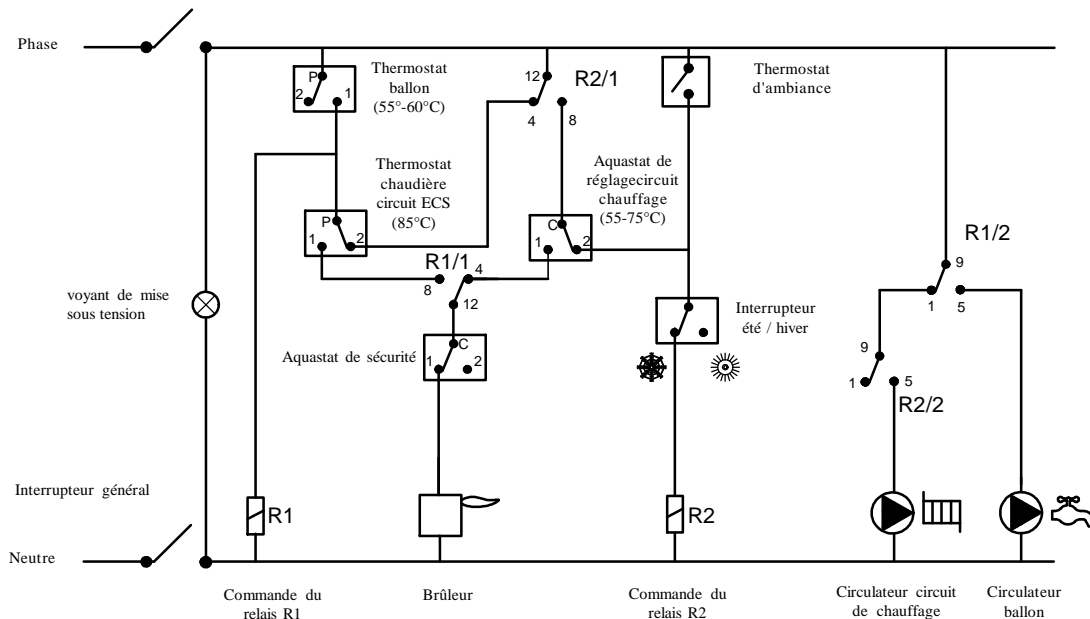 Phase
Thermostat
ballon
(55°-60°C)
P
2
1
12
R2/1
4
8
Thermostat
d'ambiance
Thermostat
chaudière
circuit ECS
(85°C)
P
1
2
Aquastat de
réglagecircuit
chauffage
(55-75°C)
C
1
2
R1/1
8
4
12
R1/2
9
1
5
voyant de mise
sous tension
Interrupteur
été / hiver
Aquastat de sécurité
C
1
2
9
1
5
R2/2
Interrupteur général
R1
R2
Neutre
Commande du
relais R1
Brûleur
Commande du
relais R2
Circulateur circuit
de chauffage
Circulateur
ballon